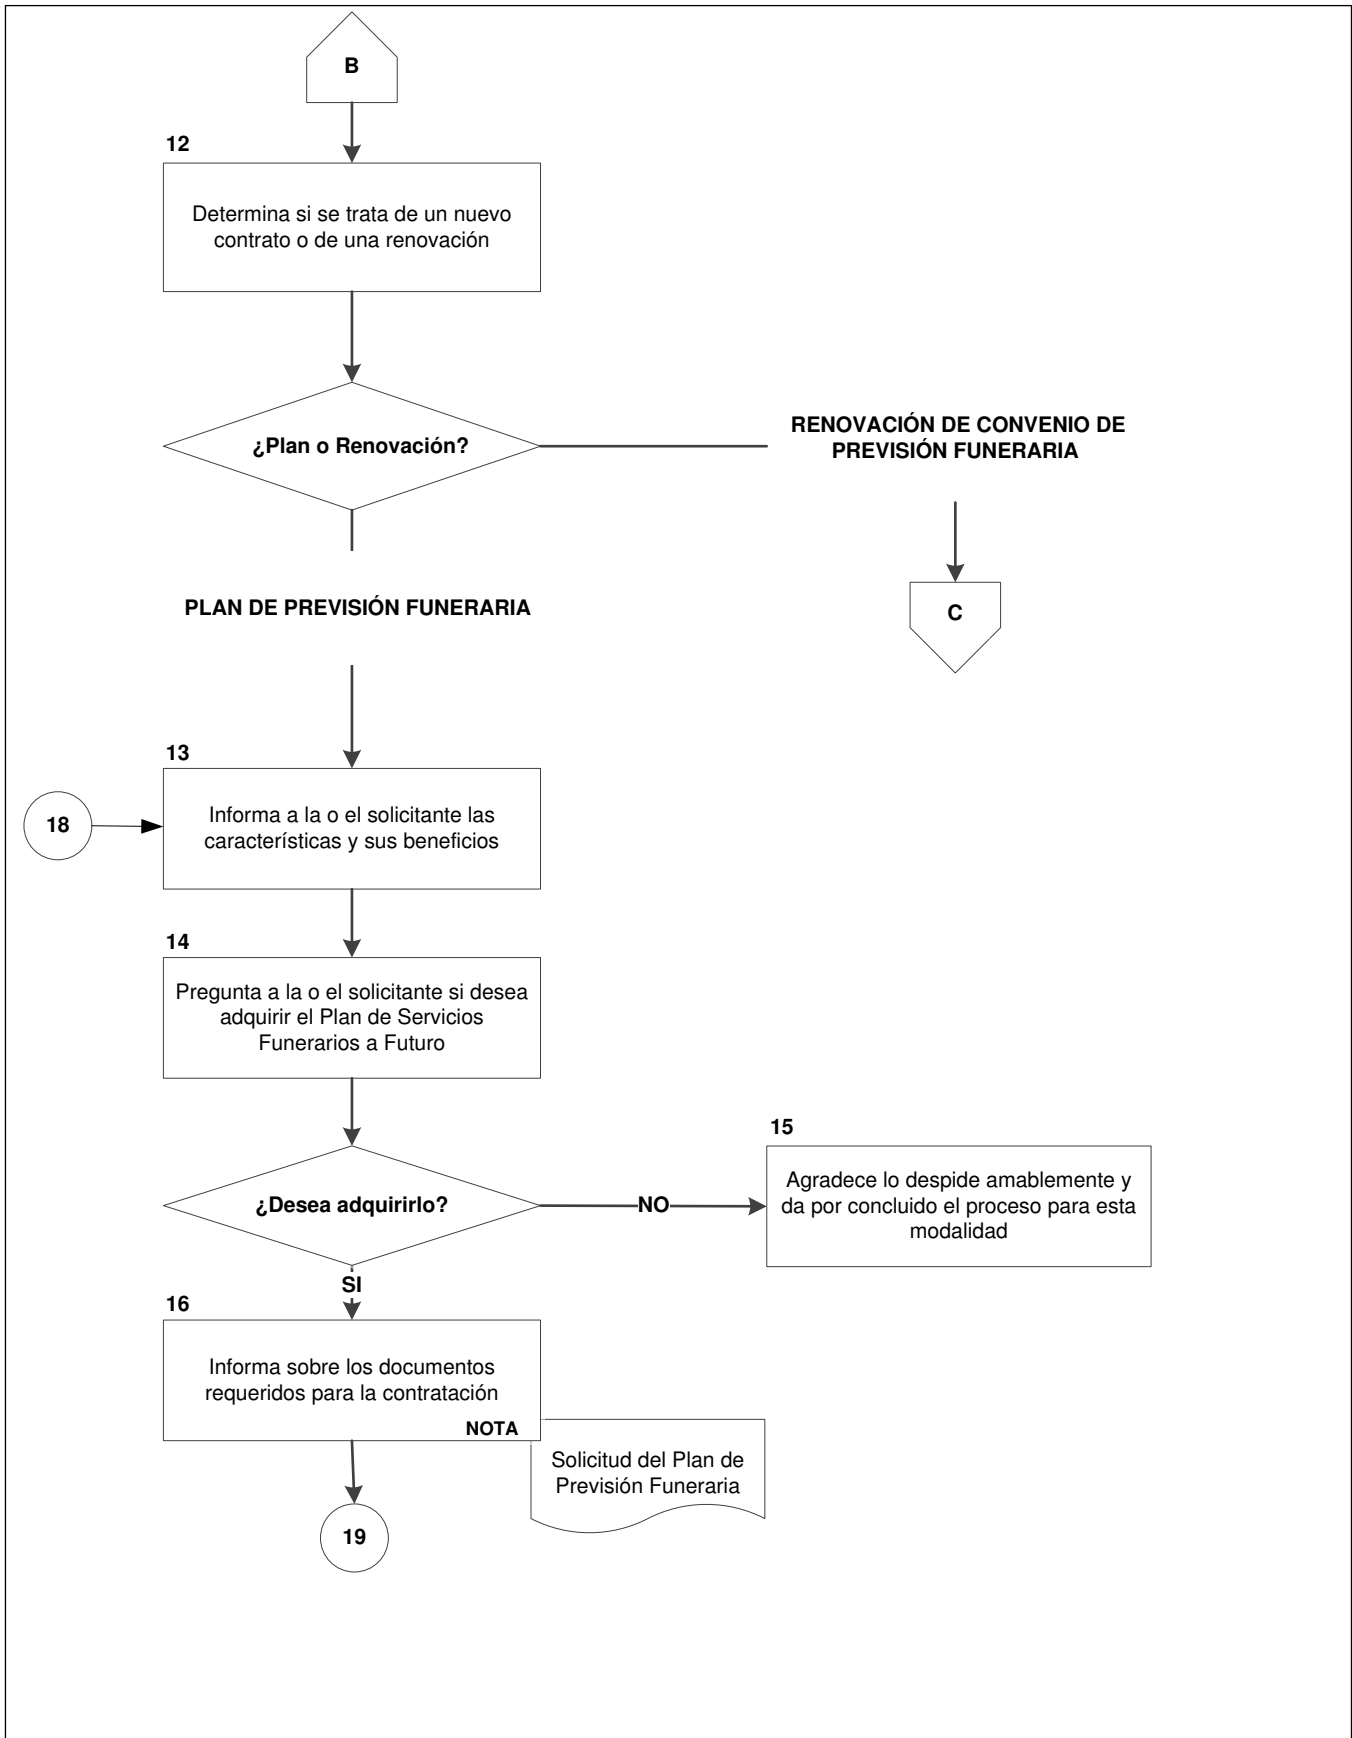 B
12
Determina si se trata de un nuevo
contrato o de una renovación
¿Plan o Renovación?
RENOVACIÓN DE CONVENIO DE
PREVISIÓN FUNERARIA
C
PLAN DE PREVISIÓN FUNERARIA
13
18
Informa a la o el solicitante las
características y sus beneficios
14
Pregunta a la o el solicitante si desea
adquirir el Plan de Servicios
Funerarios a Futuro
¿Desea adquirirlo?
NO
15
Agradece lo despide amablemente y
da por concluido el proceso para esta
modalidad
SI
16
Informa sobre los documentos
requeridos para la contratación
NOTA
Solicitud del Plan de
Previsión Funeraria
19